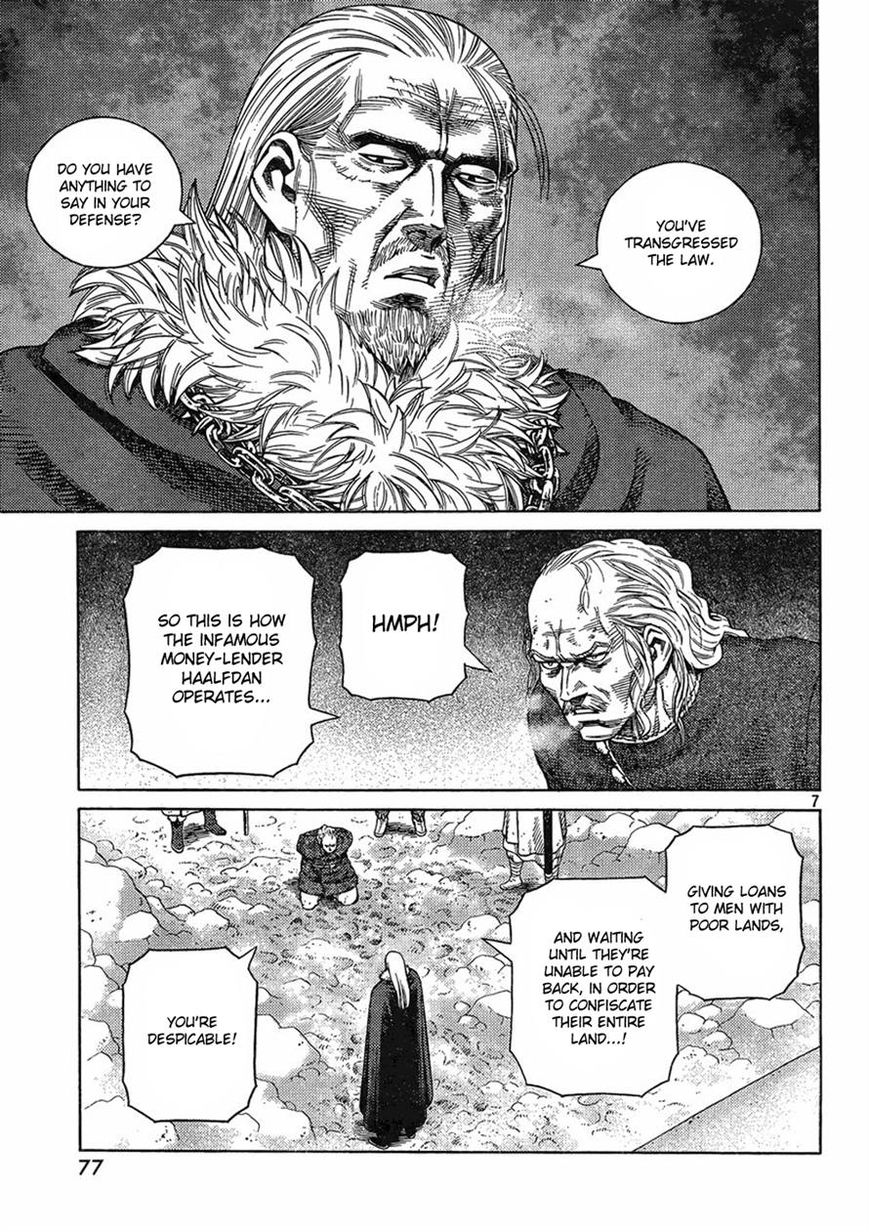 YOU'VE
TRANSGRESSED
THE LAW.
DO YOU HAVE
ANYTHING TO
SAY IN YOUR
DEFENSE?
HMPH!
SO THIS IS HOW
THE INFAMOUS
MONEY-LENDER
HAALFDAN
OPERATES...
7
GIVING LOANS
TO MEN WITH
POOR LANDS,
AND WAITING
UNTIL THEY'RE
UNABLE TO PAY
BACK, IN ORDER
TO CONFISCATE
THEIR ENTIRE
LAND...!
YOU'RE
DESPICABLE!
77